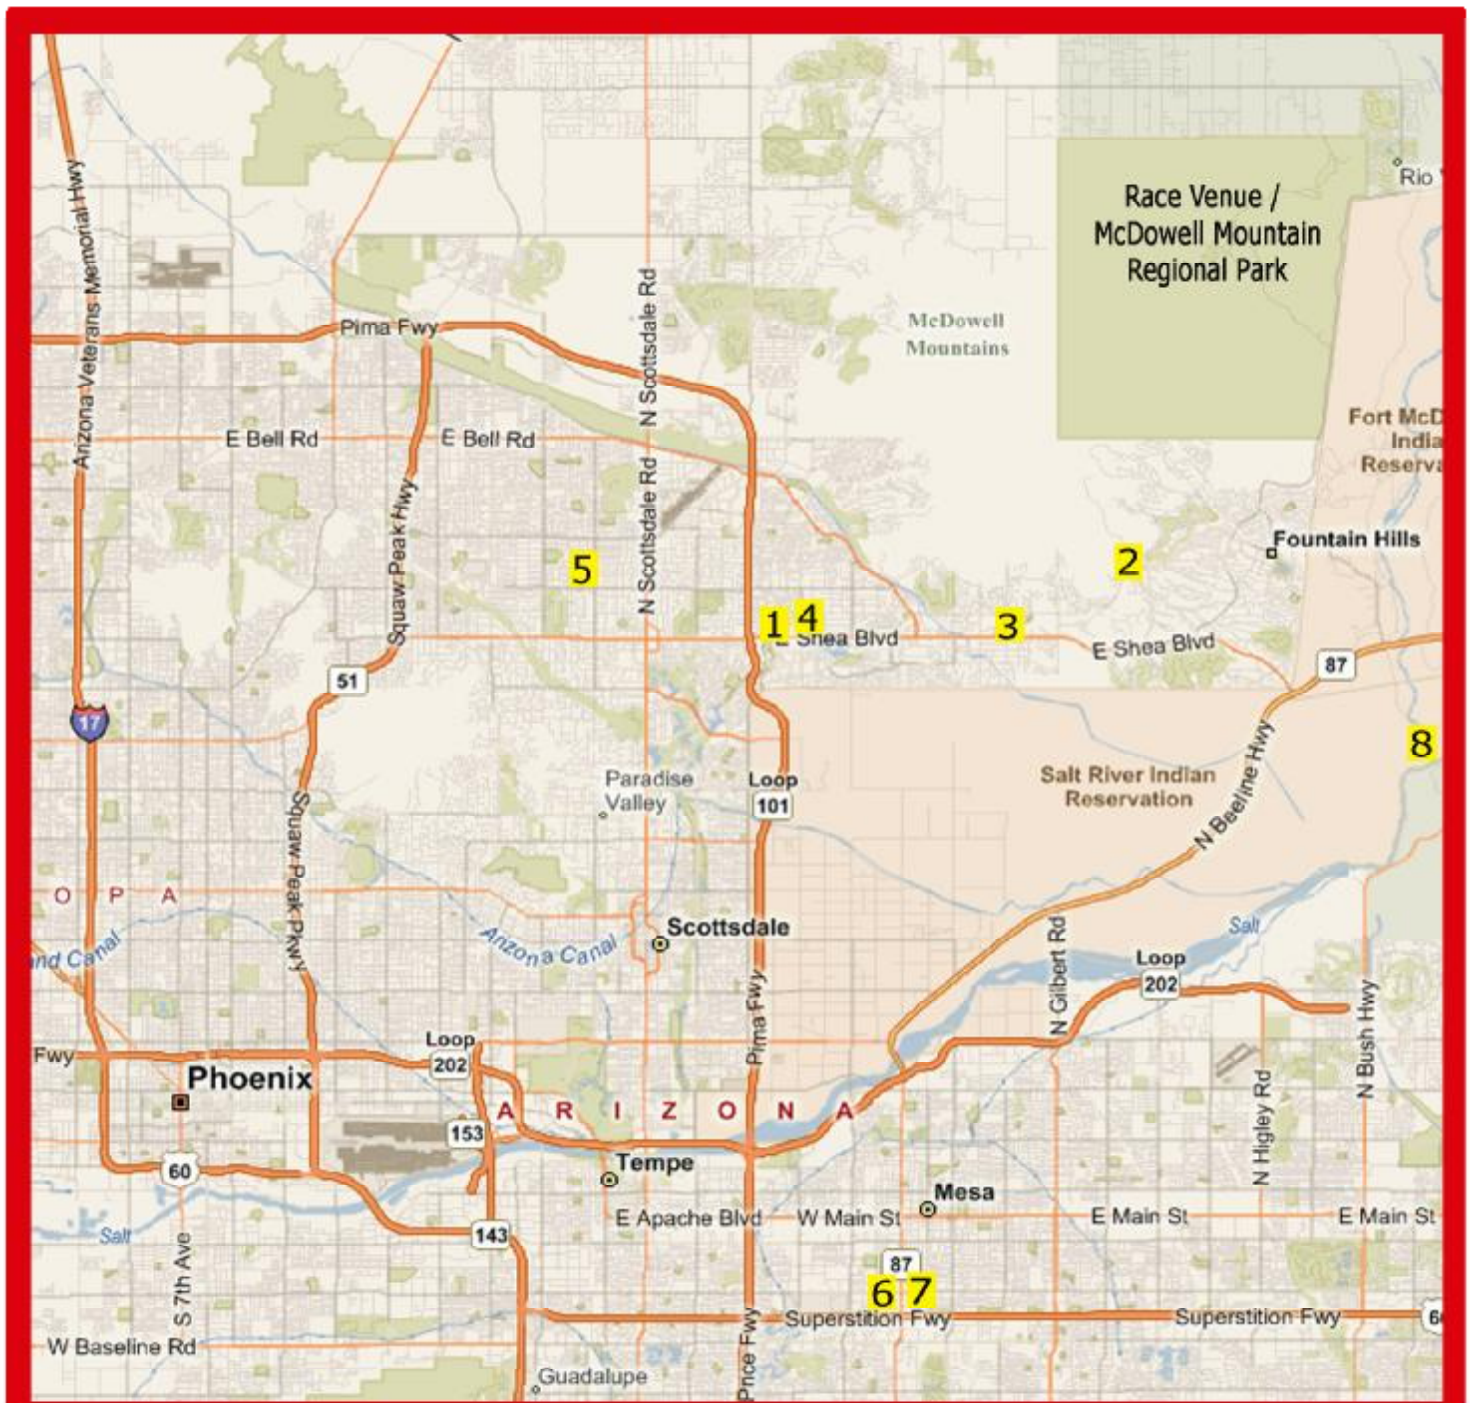 Race Venue /
McDowell Mountain
Regional Park
Rio
Arizona Veterans Memorial Hwy
N Scottsdale Rd
Pima Fwy
McDowell
Mountains
E Bell Rd
E Bell Rd
Fort McD
India
Reserva
Squaw Peak Hwy
N Scottsdale Rd
Fountain Hills
5
2
1
4
3
E Shea Blvd
E Shea Blvd
87
51
17
8
Paradise
Valley
Loop
101
Salt River Indian
Reservation
N Beeline Hwy
Squaw Peak Pkwy
O P A
Scottsdale
Arizona Canal
and Canal
Salt
N Gilbert Rd
Loop
202
Pima Fwy
N Bush Hwy
Fwy
Loop
202
Phoenix
A R I Z O N A
153
N Higley Rd
60
Tempe
Mesa
E Apache Blvd
W Main St
E Main St
E Main St
Salt
143
S 7th Ave
87
6
7
Superstition Fwy
Superstition Fwy
W Baseline Rd
Price Fwy
Guadalupe